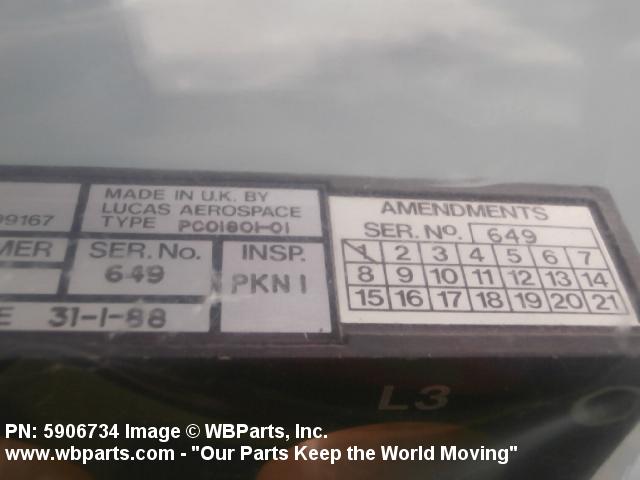 99167
MADE IN U.K. BY
LUCAS AEROSPACE
TYPE PC01801-01
MER
SER. No.
649
INSP.
PKN 1
E 31-1-88
AMENDMENTS
SER. Nº. 649
1 2 3 4 5 6 7
8 9 10 11 12 13 14
15 16 17 18 19 20 21
L3
PN: 5906734 Image © WBParts, Inc.
www.wbparts.com - "Our Parts Keep the World Moving"